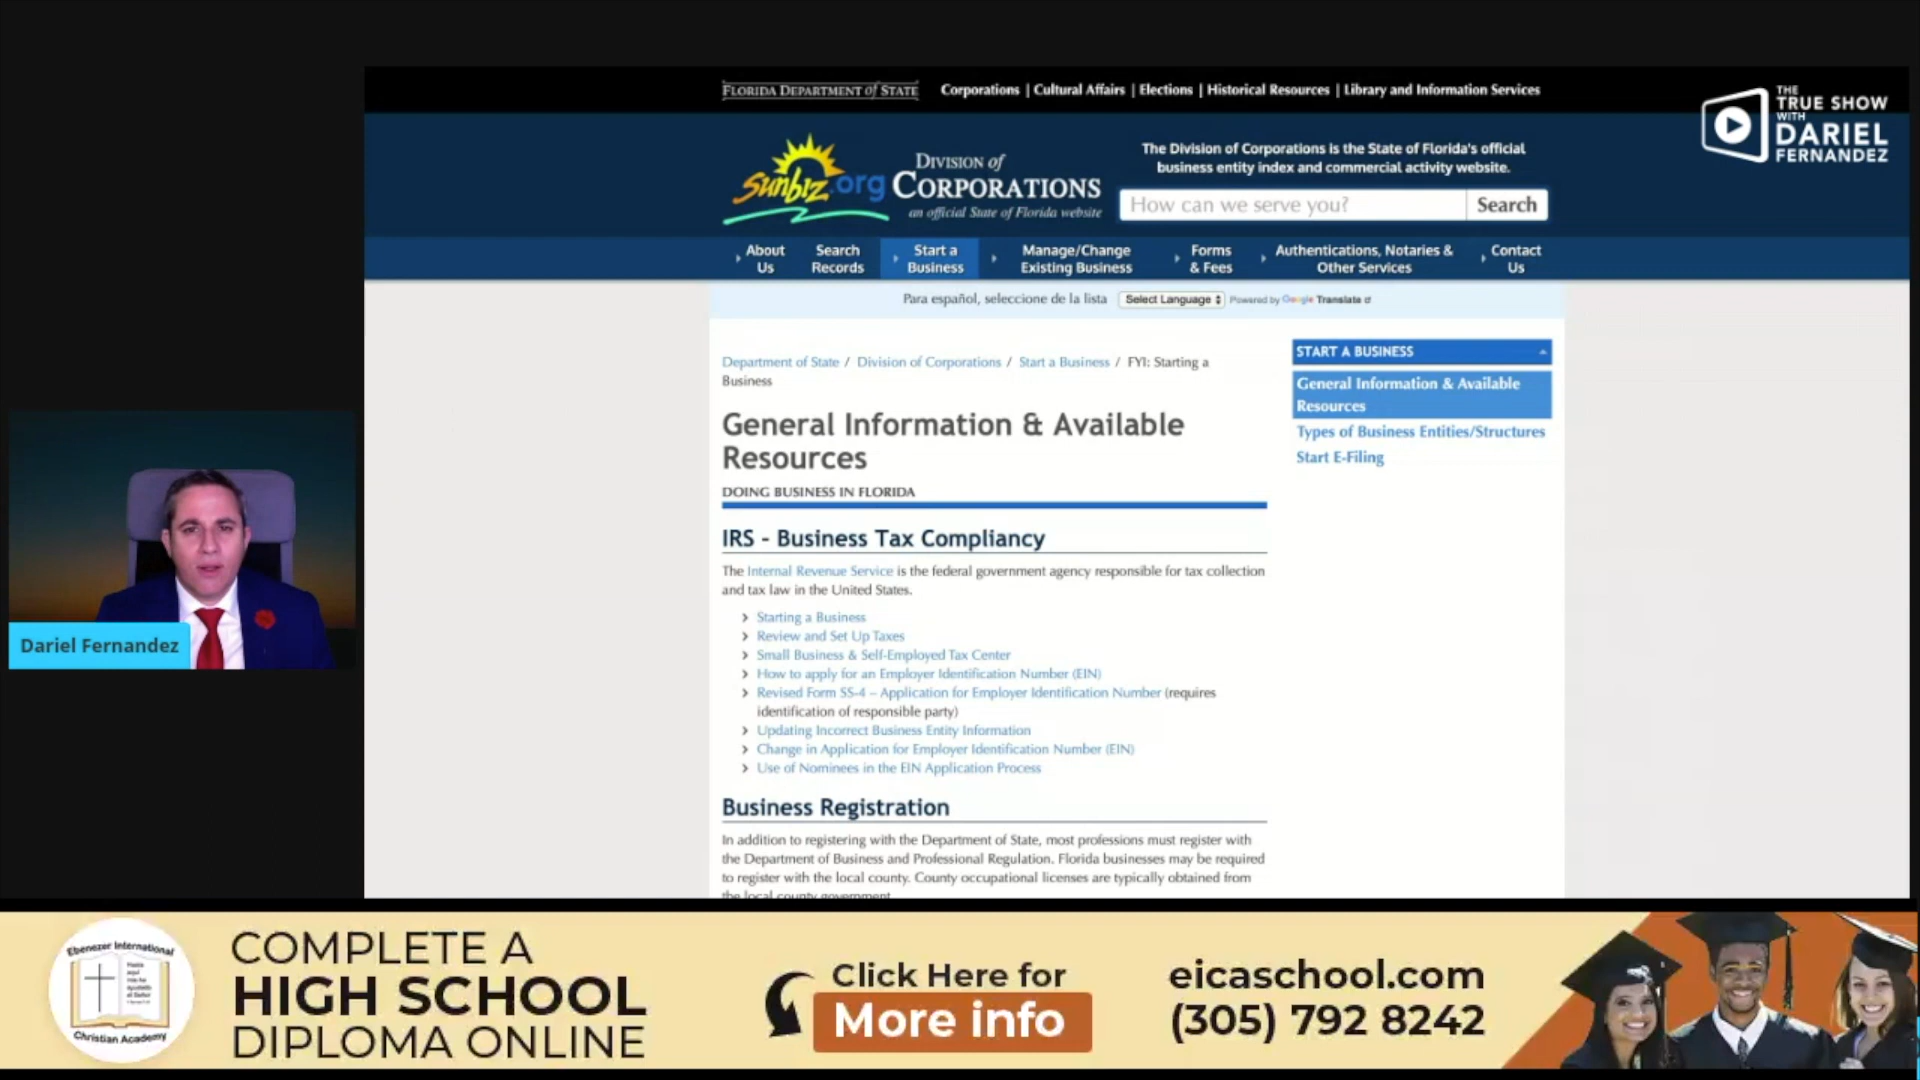 FLORIDA DEPARTMENT of STATE
Corporations | Cultural Affairs | Elections | Historical Resources | Library and Information Services
THE
TRUE SHOW
WITH
DARIEL
FERNANDEZ
sunbiz.org
DIVISION of
CORPORATIONS
an official State of Florida website
The Division of Corporations is the State of Florida's official
business entity index and commercial activity website.
How can we serve you?
Search
About
Us
Search
Records
Start a
Business
Manage/Change
Existing Business
Forms
& Fees
Authentications, Notaries &
Other Services
Contact
Us
Para español, seleccione de la lista
Select Language
Powered by Google Translate
Department of State / Division of Corporations / Start a Business / FYI: Starting a
Business
General Information & Available
Resources
DOING BUSINESS IN FLORIDA
IRS - Business Tax Compliancy
The Internal Revenue Service is the federal government agency responsible for tax collection
and tax law in the United States.
Starting a Business
Review and Set Up Taxes
Small Business & Self-Employed Tax Center
How to apply for an Employer Identification Number (EIN)
Revised Form SS-4 – Application for Employer Identification Number (requires
identification of responsible party)
Updating Incorrect Business Entity Information
Change in Application for Employer Identification Number (EIN)
Use of Nominees in the EIN Application Process
Business Registration
In addition to registering with the Department of State, most professions must register with
the Department of Business and Professional Regulation. Florida businesses may be required
to register with the local county. County occupational licenses are typically obtained from
the local county government.
START A BUSINESS
General Information & Available
Resources
Types of Business Entities/Structures
Start E-Filing
Dariel Fernandez
Ebenezer International
Christian Academy
COMPLETE A
HIGH SCHOOL
DIPLOMA ONLINE
Click Here for
More info
eicaschool.com
(305) 792 8242